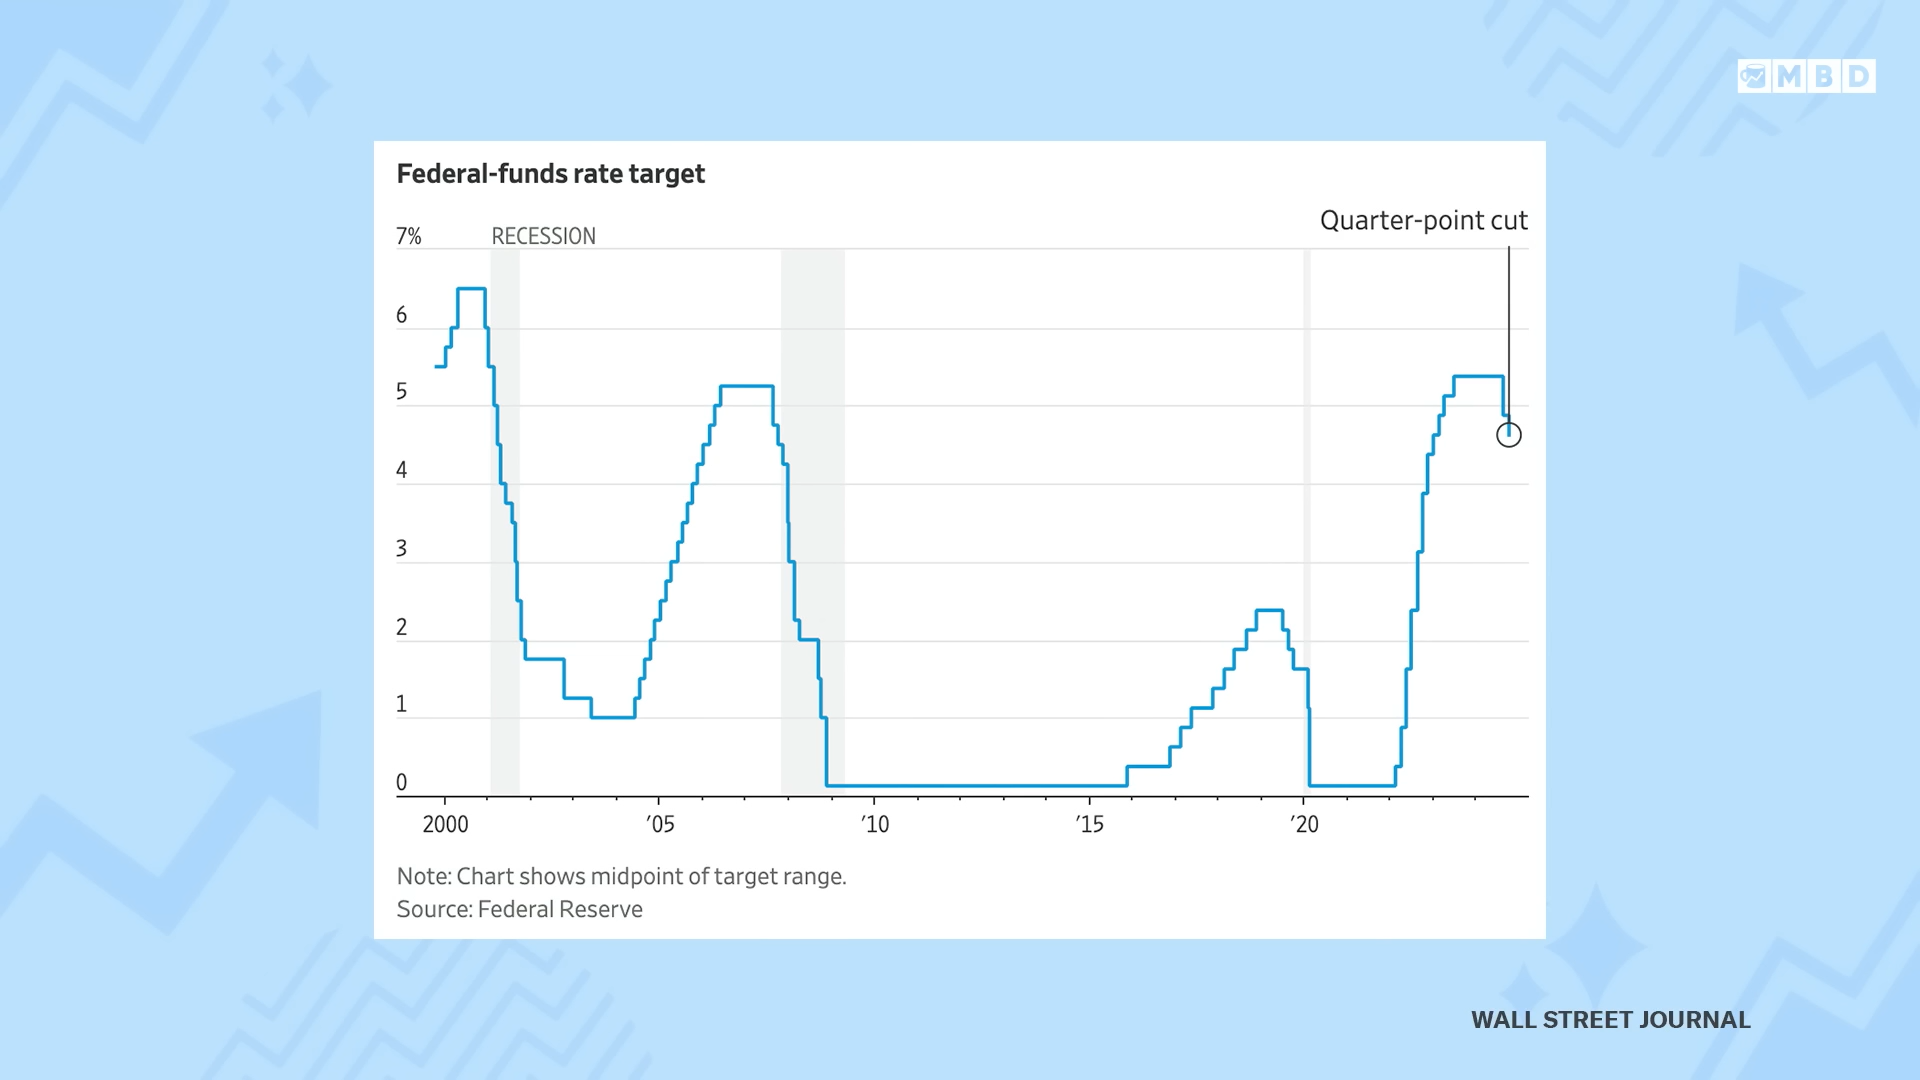 MBD
Federal-funds rate target
Quarter-point cut
7%
RECESSION
6
5
4
3
2
1
0
2000
’05
’10
’15
’20
Note: Chart shows midpoint of target range.
Source: Federal Reserve
WALL STREET JOURNAL